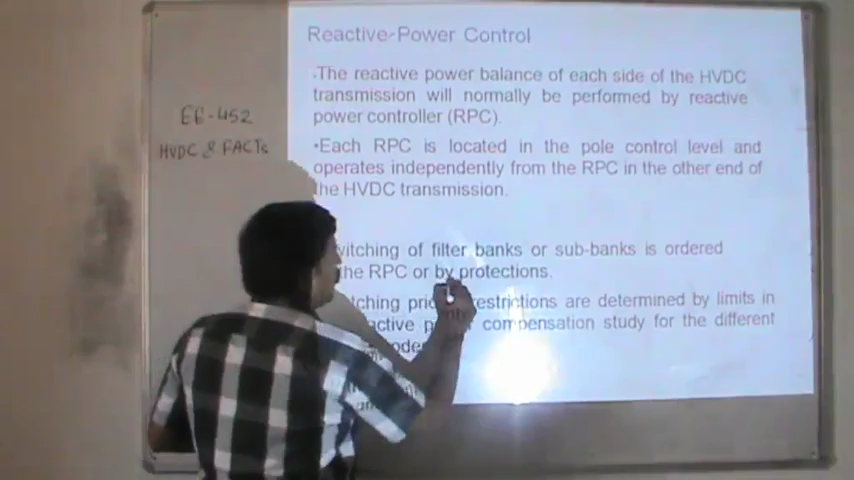 Reactive-Power Control
The reactive power balance of each side of the HVDC
transmission will normally be performed by reactive
power controller (RPC).
EE-452
HVDC & FACTs
•Each RPC is located in the pole control level and
operates independently from the RPC in the other end of
the HVDC transmission.
witching of filter banks or sub-banks is ordered
the RPC or by protections.
tching restrictions are determined by limits in
active compensation study for the different